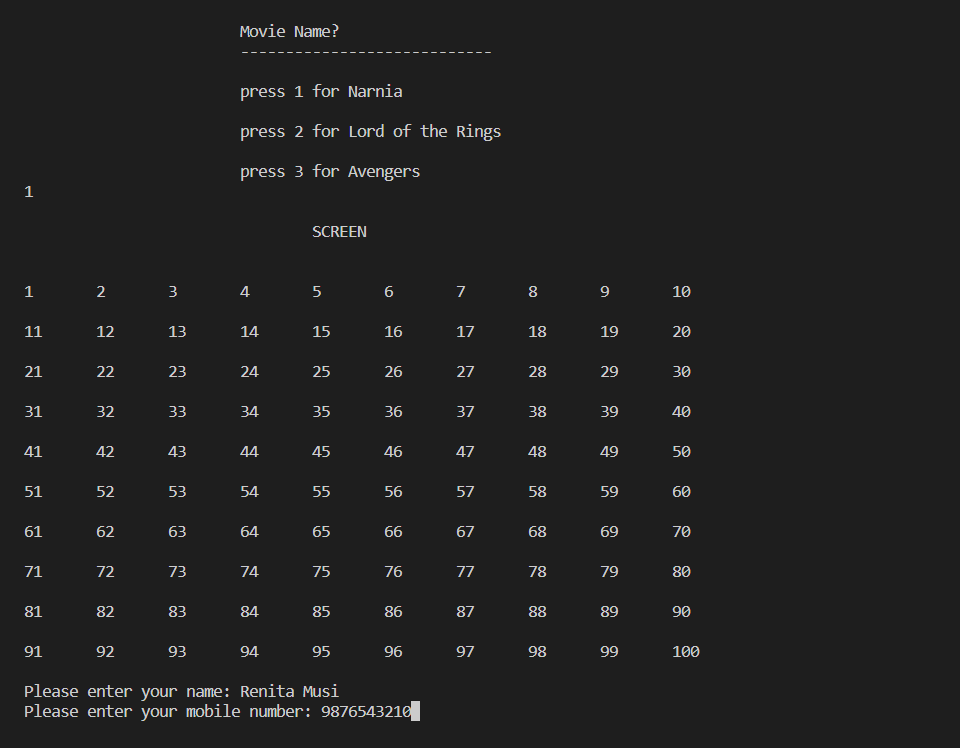 Movie Name?
----------------------------
press 1 for Narnia
press 2 for Lord of the Rings
press 3 for Avengers
1
SCREEN
1 2 3 4 5 6 7 8 9 10
11 12 13 14 15 16 17 18 19 20
21 22 23 24 25 26 27 28 29 30
31 32 33 34 35 36 37 38 39 40
41 42 43 44 45 46 47 48 49 50
51 52 53 54 55 56 57 58 59 60
61 62 63 64 65 66 67 68 69 70
71 72 73 74 75 76 77 78 79 80
81 82 83 84 85 86 87 88 89 90
91 92 93 94 95 96 97 98 99 100
Please enter your name: Renita Musi
Please enter your mobile number: 9876543210